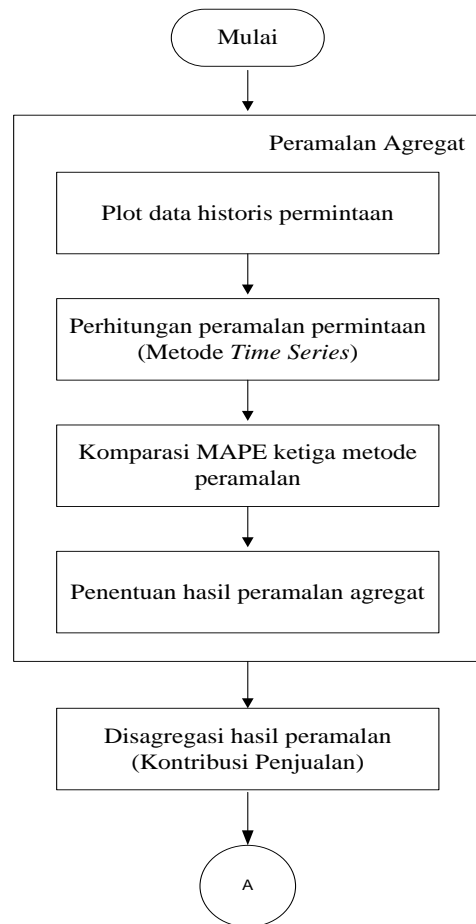 Mulai
Peramalan Agregat
Plot data historis permintaan
Perhitungan peramalan permintaan
(Metode Time Series)
Komparasi MAPE ketiga metode
peramalan
Penentuan hasil peramalan agregat
Disagregasi hasil peramalan
(Kontribusi Penjualan)
A